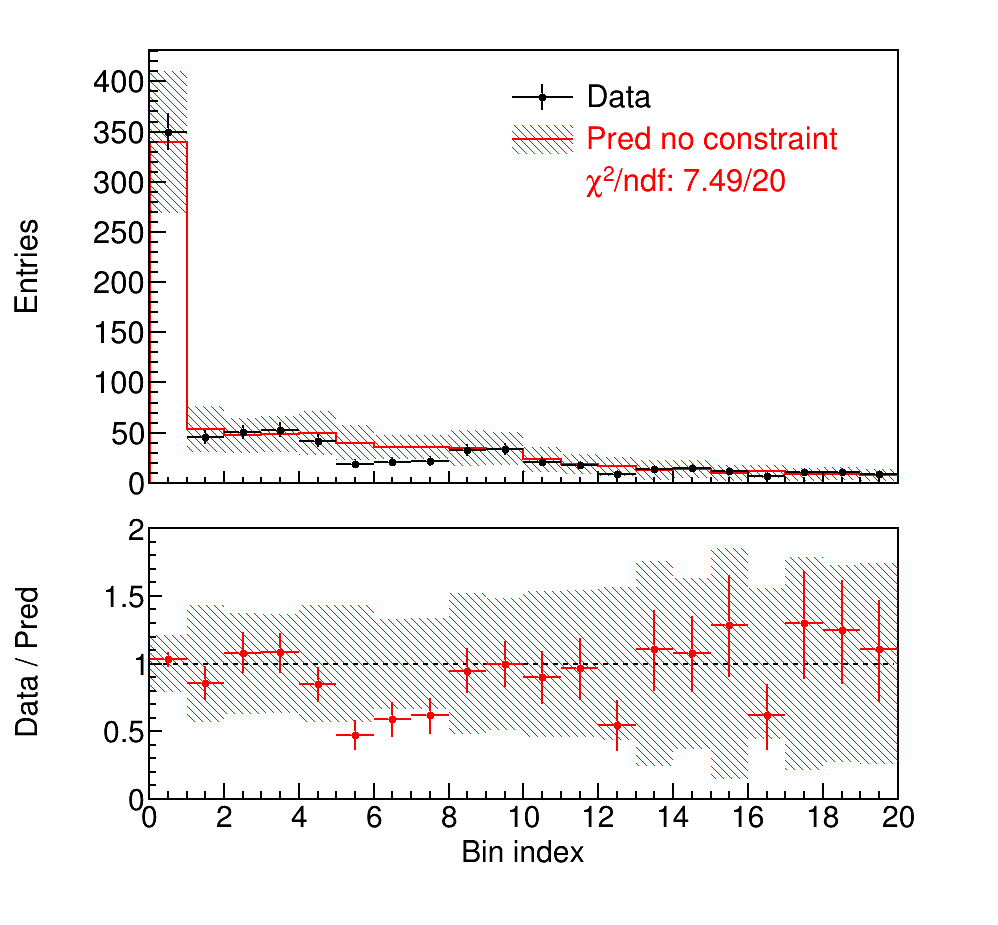 400
350
300
250
200
150
100
50
0
Entries
Data
Pred no constraint
χ²/ndf: 7.49/20
2
1.5
1
0.5
0
Data / Pred
0 2 4 6 8 10 12 14 16 18 20
Bin index